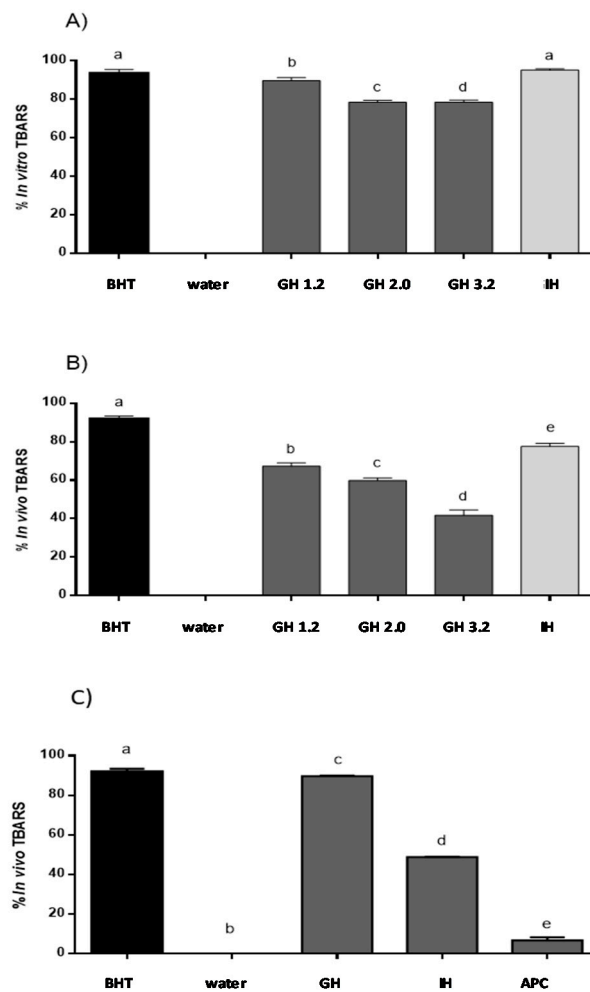 A)
a
b
c
d
a
100
80
60
40
20
0
% In vitro TBARS
BHT water GH 1.2 GH 2.0 GH 3.2 IH
B)
a
b
c
d
e
100
80
60
40
20
0
% In vivo TBARS
BHT water GH 1.2 GH 2.0 GH 3.2 IH
C)
a
b
c
d
e
100
80
60
40
20
0
% In vivo TBARS
BHT water GH IH APC